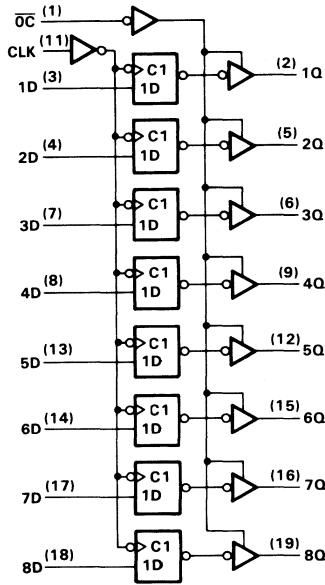 OC (1)
CLK (11)
C1 (2)
1D (3) 1D 1Q
C1 (5)
2D (4) 1D 2Q
C1 (6)
3D (7) 1D 3Q
C1 (9)
4D (8) 1D 4Q
C1 (12)
5D (13) 1D 5Q
C1 (15)
6D (14) 1D 6Q
C1 (16)
7D (17) 1D 7Q
C1 (19)
8D (18) 1D 8Q